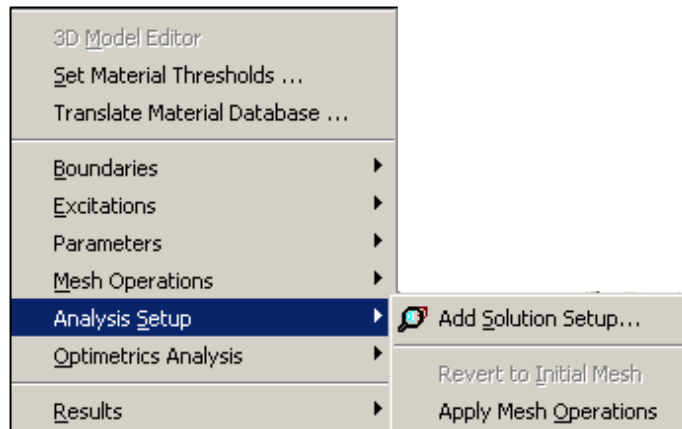 3D Model Editor
Set Material Thresholds ...
Translate Material Database ...
Boundaries
Excitations
Parameters
Mesh Operations
Analysis Setup
Optimetrics Analysis
Results
Add Solution Setup...
Revert to Initial Mesh
Apply Mesh Operations